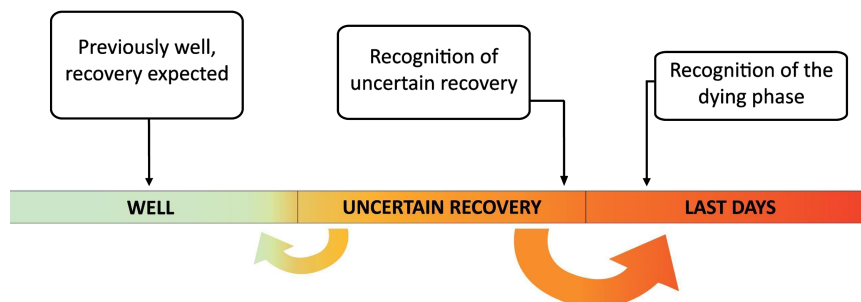 Previously well,
recovery expected
Recognition of
uncertain recovery
Recognition of the
dying phase
WELL
UNCERTAIN RECOVERY
LAST DAYS